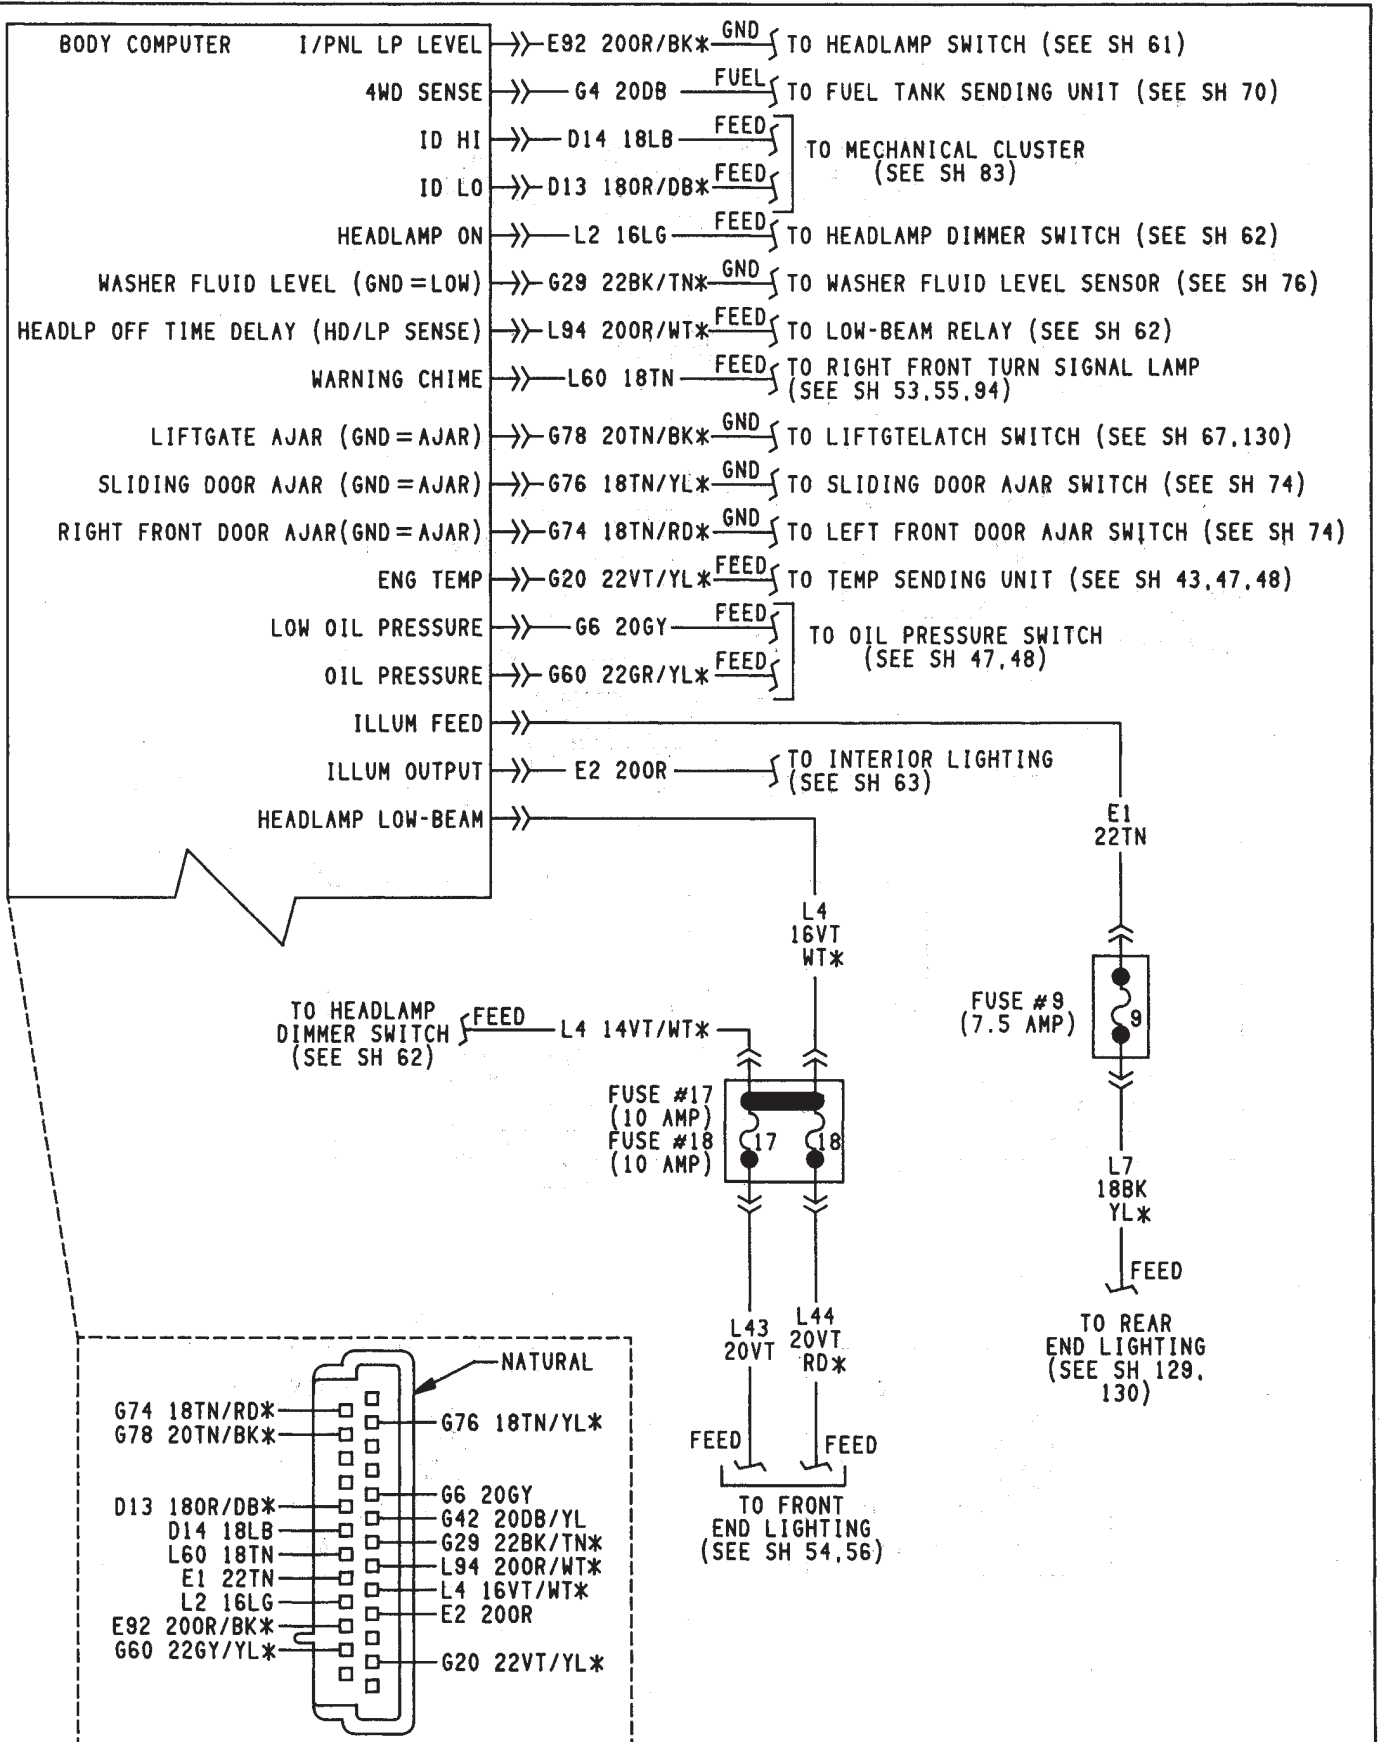 BODY COMPUTER I/PNL LP LEVEL E92 20OR/BK* GND TO HEADLAMP SWITCH (SEE SH 61)
4WD SENSE G4 20DB FUEL TO FUEL TANK SENDING UNIT (SEE SH 70)
ID HI D14 18LB FEED
TO MECHANICAL CLUSTER
(SEE SH 83)
ID LO D13 18OR/DB* FEED
HEADLAMP ON L2 16LG FEED TO HEADLAMP DIMMER SWITCH (SEE SH 62)
WASHER FLUID LEVEL (GND=LOW) G29 22BK/TN* GND TO WASHER FLUID LEVEL SENSOR (SEE SH 76)
HEADLP OFF TIME DELAY (HD/LP SENSE) L94 20OR/WT* FEED TO LOW-BEAM RELAY (SEE SH 62)
WARNING CHIME L60 18TN FEED TO RIGHT FRONT TURN SIGNAL LAMP
(SEE SH 53,55,94)
LIFTGATE AJAR (GND=AJAR) G78 20TN/BK* GND TO LIFTGTELATCH SWITCH (SEE SH 67,130)
SLIDING DOOR AJAR (GND=AJAR) G76 18TN/YL* GND TO SLIDING DOOR AJAR SWITCH (SEE SH 74)
RIGHT FRONT DOOR AJAR(GND=AJAR) G74 18TN/RD* GND TO LEFT FRONT DOOR AJAR SWITCH (SEE SH 74)
ENG TEMP G20 22VT/YL* FEED TO TEMP SENDING UNIT (SEE SH 43,47,48)
LOW OIL PRESSURE G6 20GY FEED
TO OIL PRESSURE SWITCH
(SEE SH 47,48)
OIL PRESSURE G60 22GR/YL* FEED
ILLUM FEED
ILLUM OUTPUT E2 20OR TO INTERIOR LIGHTING
(SEE SH 63)
HEADLAMP LOW-BEAM
E1
22TN
L4
16VT
WT*
TO HEADLAMP
DIMMER SWITCH
(SEE SH 62)
FEED L4 14VT/WT*
FUSE #9
(7.5 AMP)
9
FUSE #17
(10 AMP)
FUSE #18
(10 AMP)
17 18
L7
18BK
YL*
FEED
TO REAR
END LIGHTING
(SEE SH 129,
130)
L43
20VT
L44
20VT
RD*
FEED FEED
TO FRONT
END LIGHTING
(SEE SH 54,56)
NATURAL
G74 18TN/RD*
G78 20TN/BK*
D13 18OR/DB*
D14 18LB
L60 18TN
E1 22TN
L2 16LG
E92 20OR/BK*
G60 22GY/YL*
G76 18TN/YL*
G6 20GY
G42 20DB/YL
G29 22BK/TN*
L94 20OR/WT*
L4 16VT/WT*
E2 20OR
G20 22VT/YL*